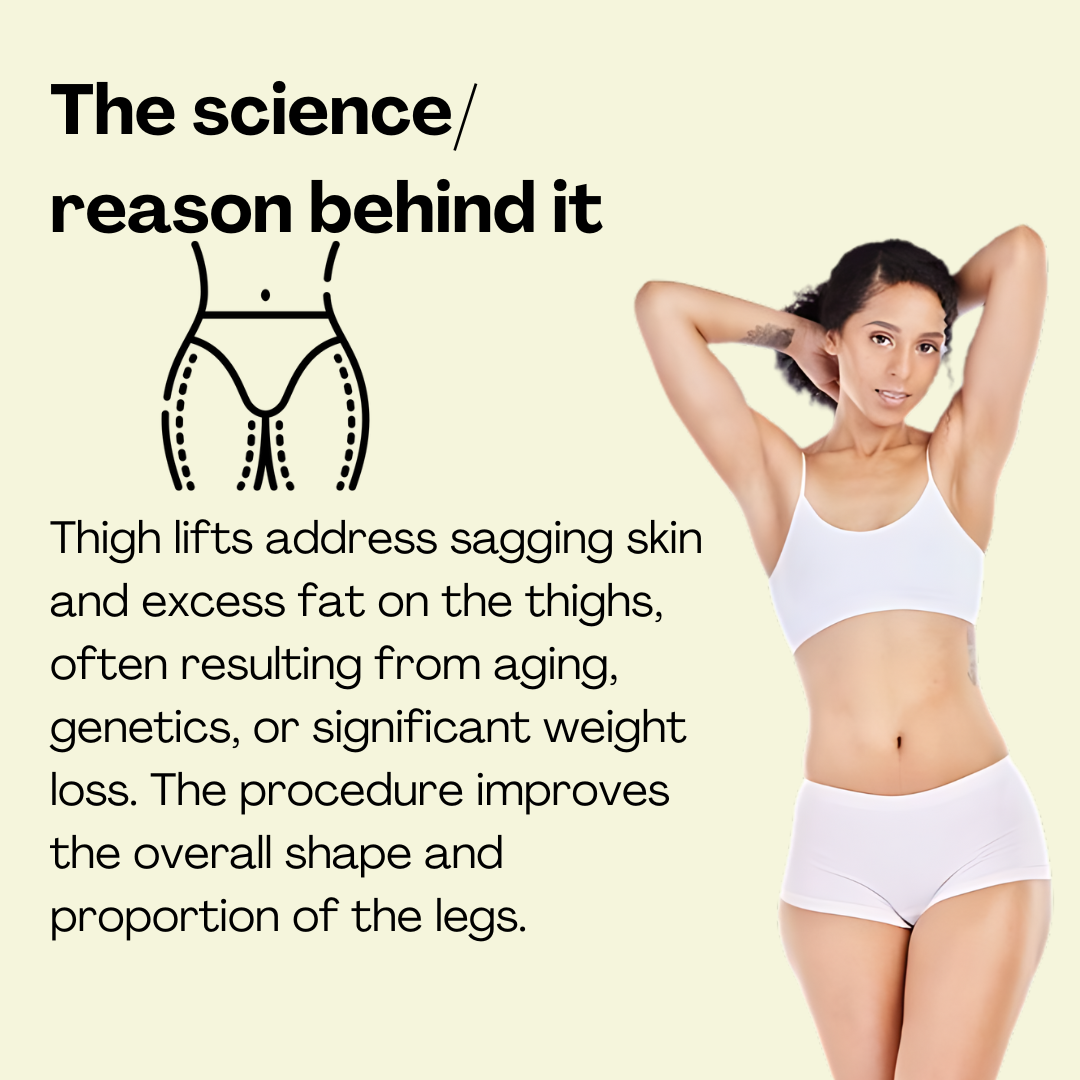 The science/
reason behind it
Thigh lifts address sagging skin
and excess fat on the thighs,
often resulting from aging,
genetics, or significant weight
loss. The procedure improves
the overall shape and
proportion of the legs.